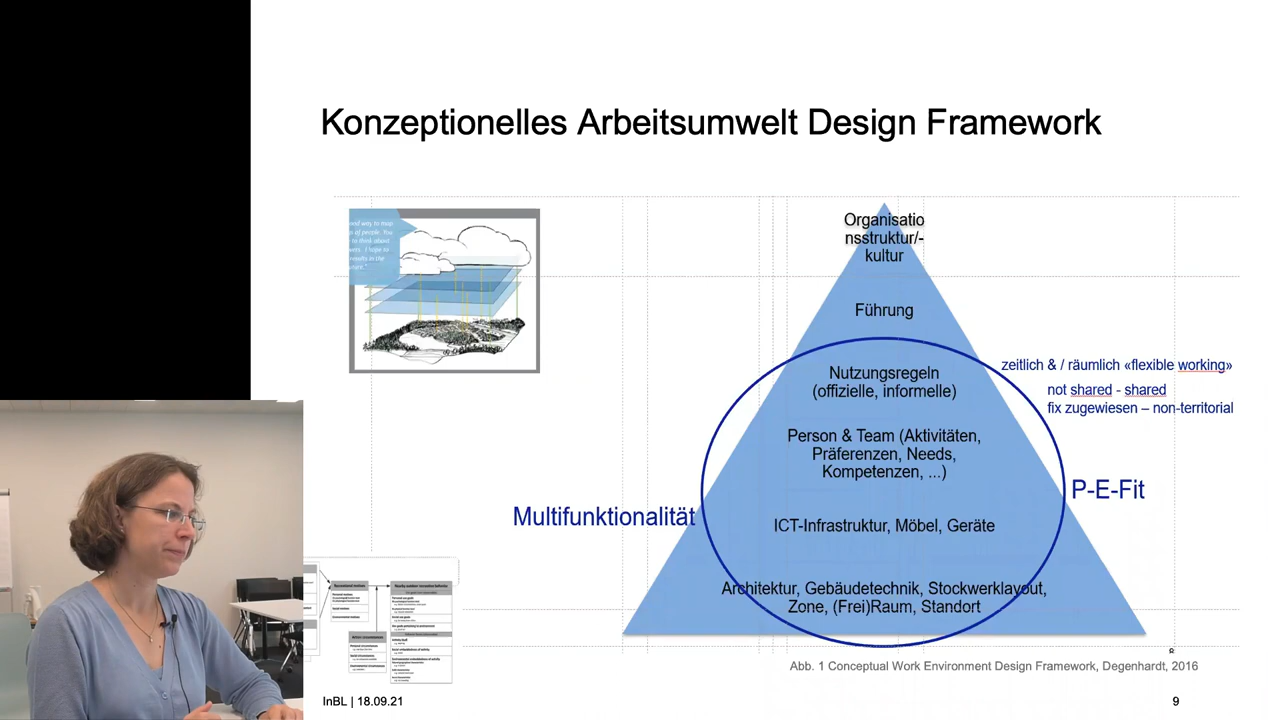 Konzeptionelles Arbeitsumwelt Design Framework
Organisatio
nsstruktur/-
kultur
Führung
Nutzungsregeln
(offizielle, informelle)
Person & Team (Aktivitäten,
Präferenzen, Needs,
Kompetenzen, ...)
ICT-Infrastruktur, Möbel, Geräte
Architektur, Gebäudetechnik, Stockwerklayout,
Zone, (Frei)Raum, Standort
zeitlich & / räumlich «flexible working»
not shared - shared
fix zugewiesen – non-territorial
Multifunktionalität
P-E-Fit
Abb. 1 Conceptual Work Environment Design Framework, Degenhardt, 2016
InBL | 18.09.21
9